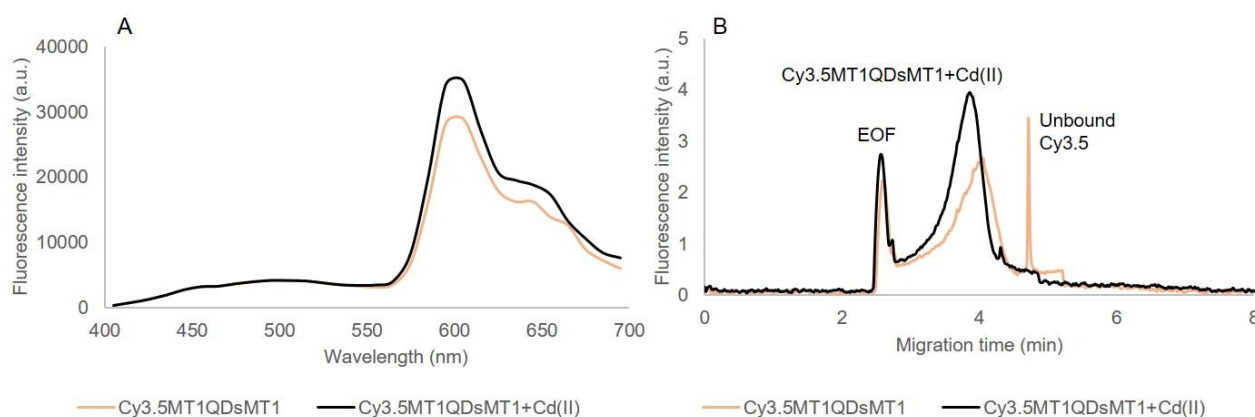 A
Fluorescence intensity (a.u.)
40000
30000
20000
10000
0
400 450 500 550 600 650 700
Wavelength (nm)
Cy3.5MT1QDsMT1 Cy3.5MT1QDsMT1+Cd(II)
B
Fluorescence intensity (a.u.)
5
4
3
2
1
0
Cy3.5MT1QDsMT1+Cd(II)
EOF
Unbound
Cy3.5
0 2 4 6 8
Migration time (min)
Cy3.5MT1QDsMT1 Cy3.5MT1QDsMT1+Cd(II)